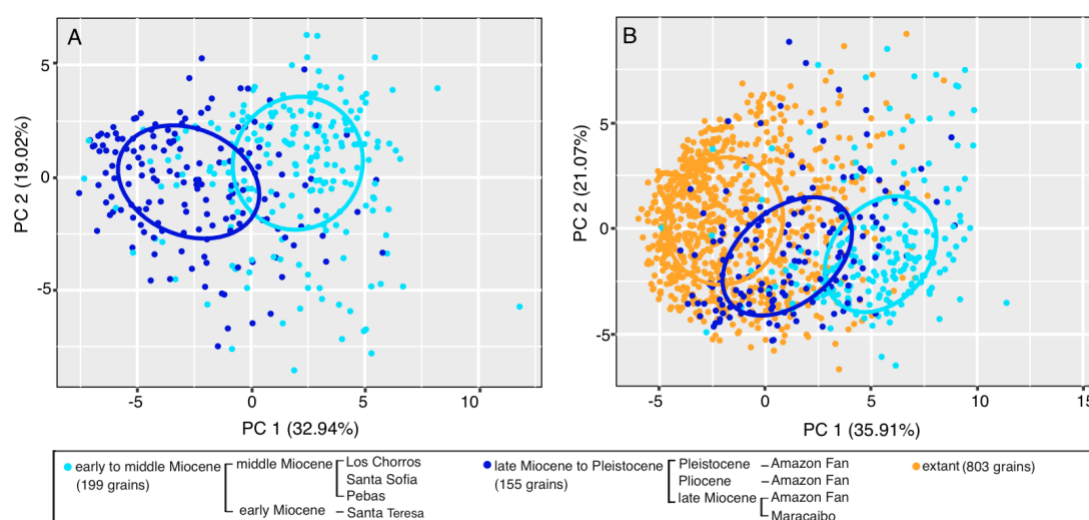 A
5
0
-5
-5
0
5
10
PC 2 (19.02%)
PC 1 (32.94%)
B
5
0
-5
-5
0
5
10
15
PC 2 (21.07%)
PC 1 (35.91%)
early to middle Miocene
(199 grains)
middle Miocene
Los Chorros
Santa Sofia
Pebas
early Miocene
Santa Teresa
late Miocene to Pleistocene
(155 grains)
Pleistocene
Amazon Fan
Pliocene
Amazon Fan
late Miocene
Amazon Fan
Maracaibo
extant (803 grains)